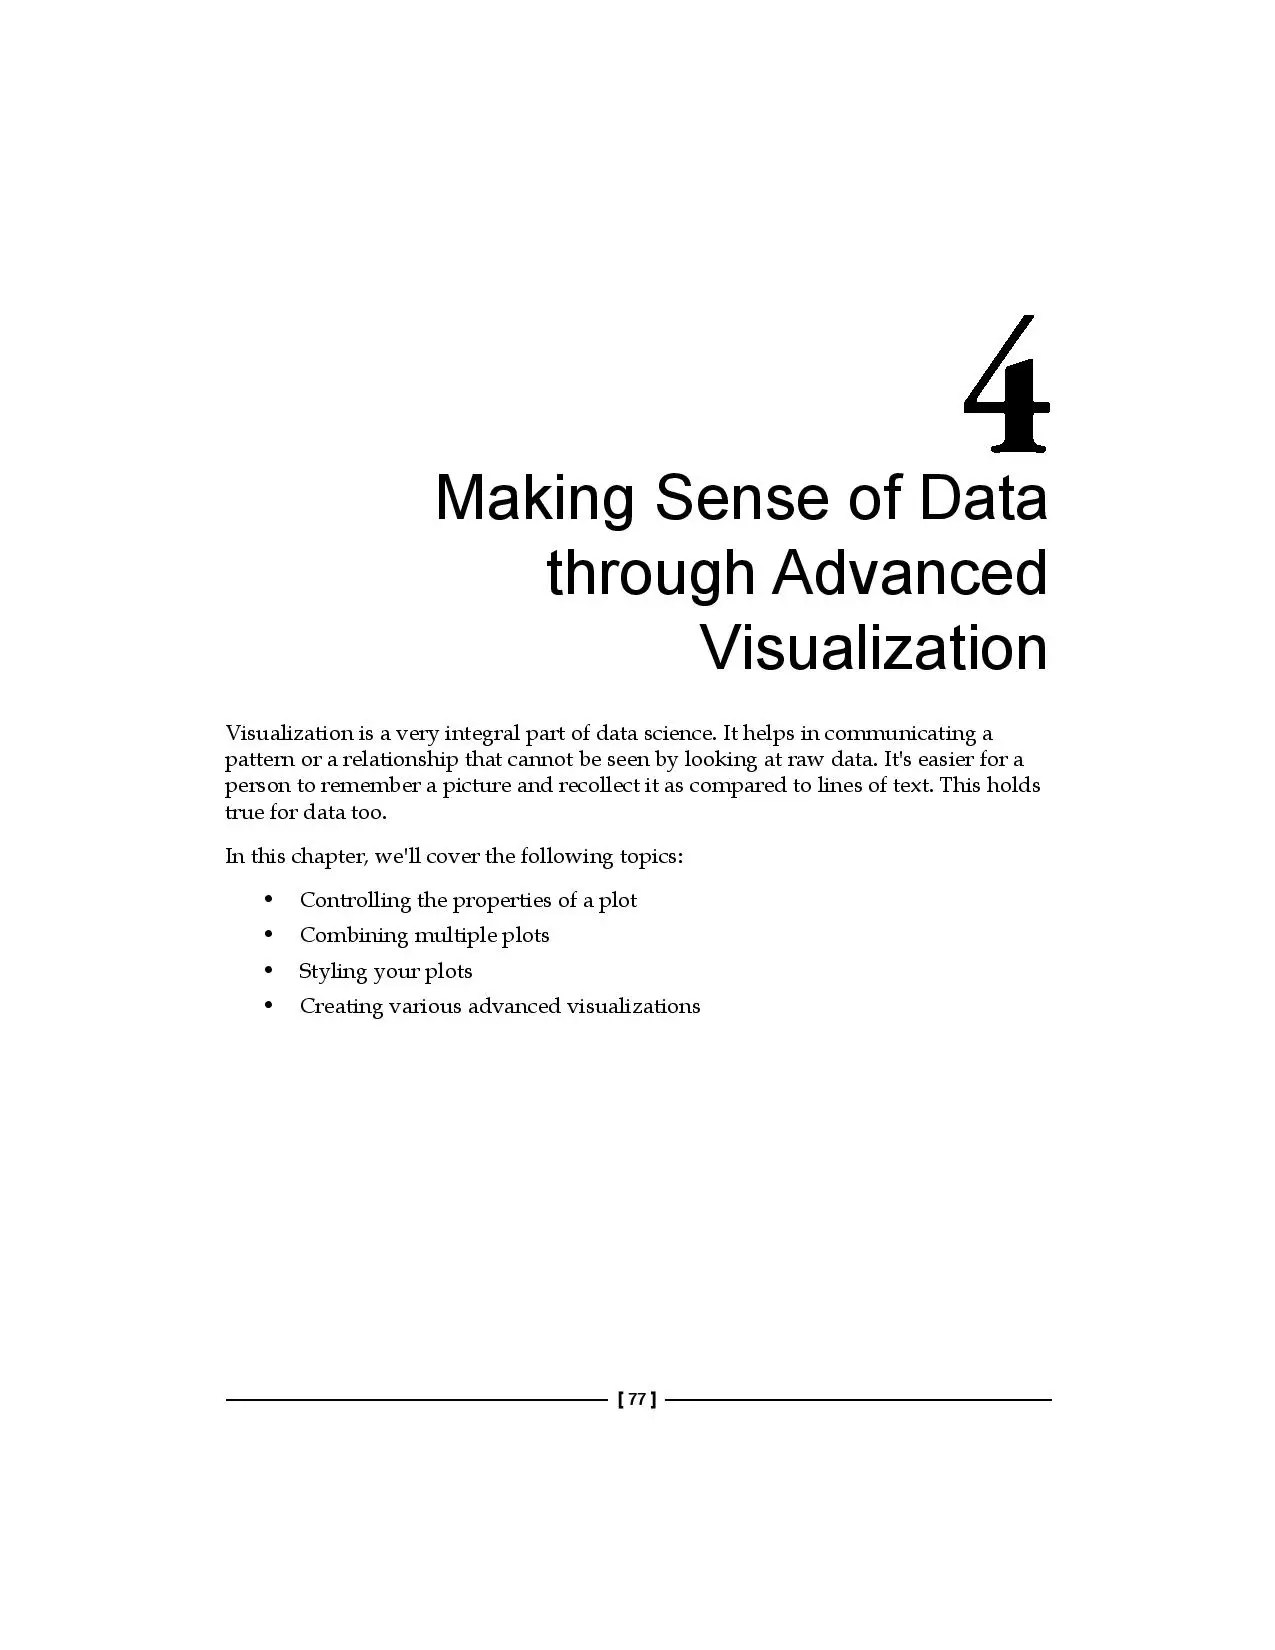 4
Making Sense of Data
through Advanced
Visualization
Visualization is a very integral part of data science. It helps in communicating a
pattern or a relationship that cannot be seen by looking at raw data. It's easier for a
person to remember a picture and recollect it as compared to lines of text. This holds
true for data too.
In this chapter, we'll cover the following topics:
• Controlling the properties of a plot
• Combining multiple plots
• Styling your plots
• Creating various advanced visualizations
[ 77 ]